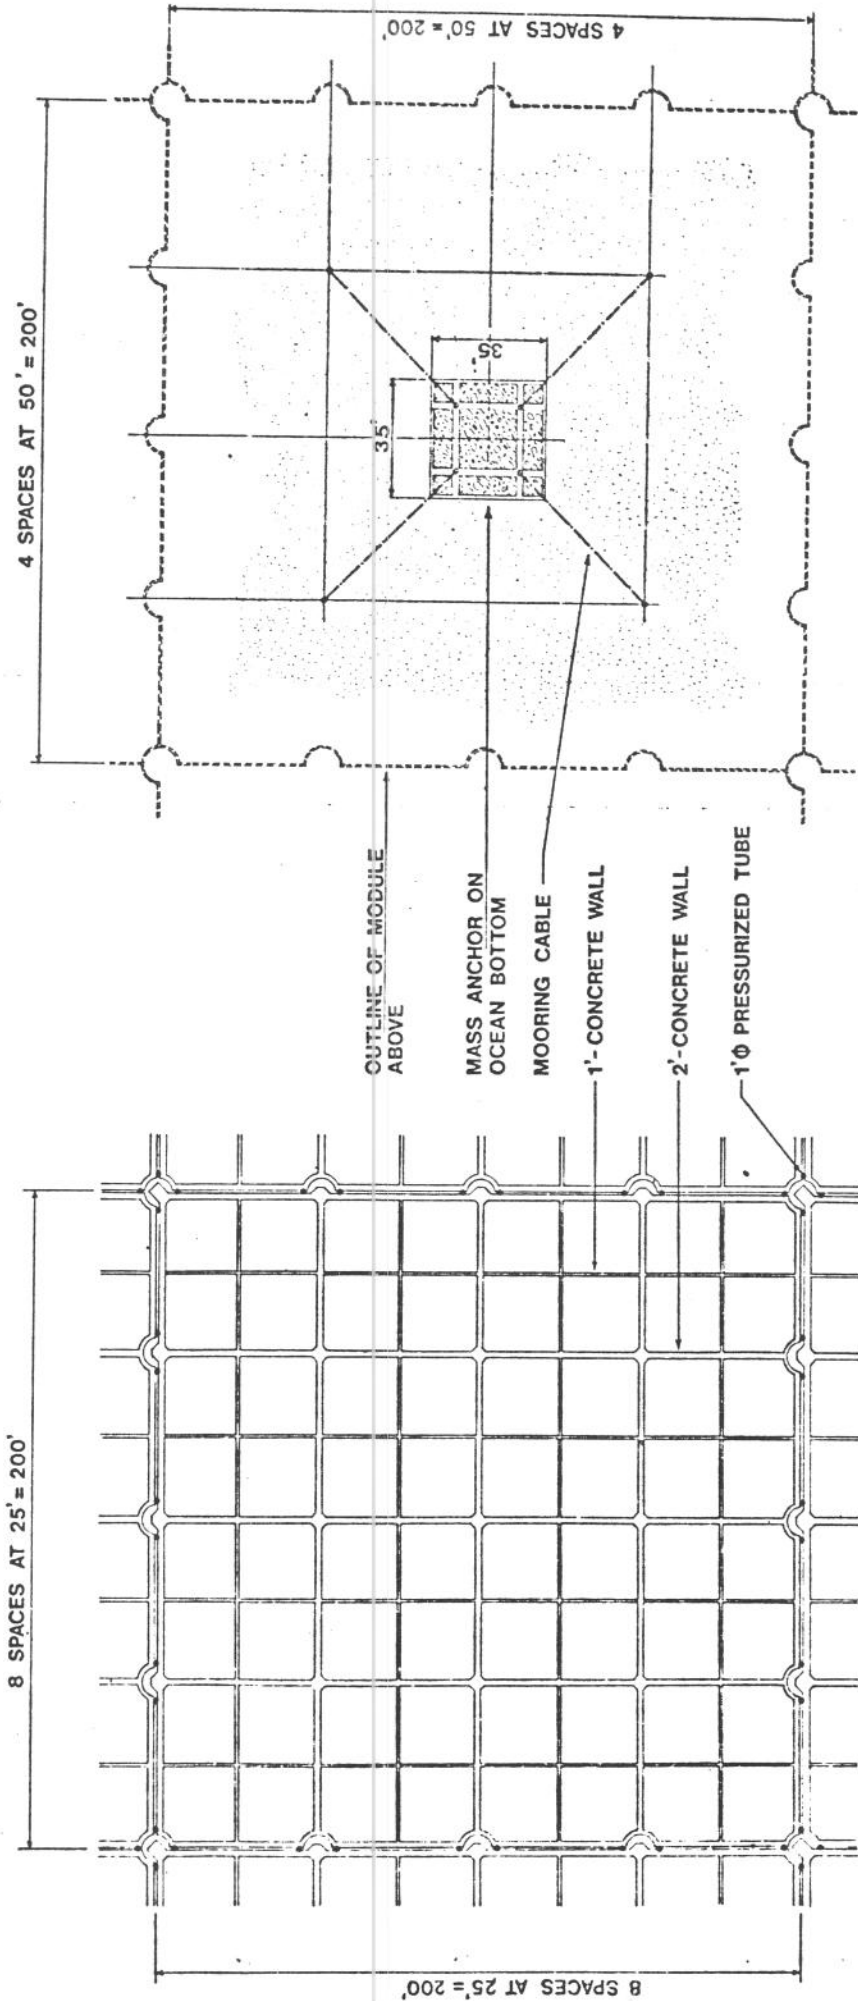 8 SPACES AT 25' = 200'
8 SPACES AT 25' = 200'
OUTLINE OF MODULE
ABOVE
MASS ANCHOR ON
OCEAN BOTTOM
MOORING CABLE
1'-CONCRETE WALL
2'-CONCRETE WALL
1'Φ PRESSURIZED TUBE
4 SPACES AT 50' = 200'
4 SPACES AT 50' = 200'
35'
35'